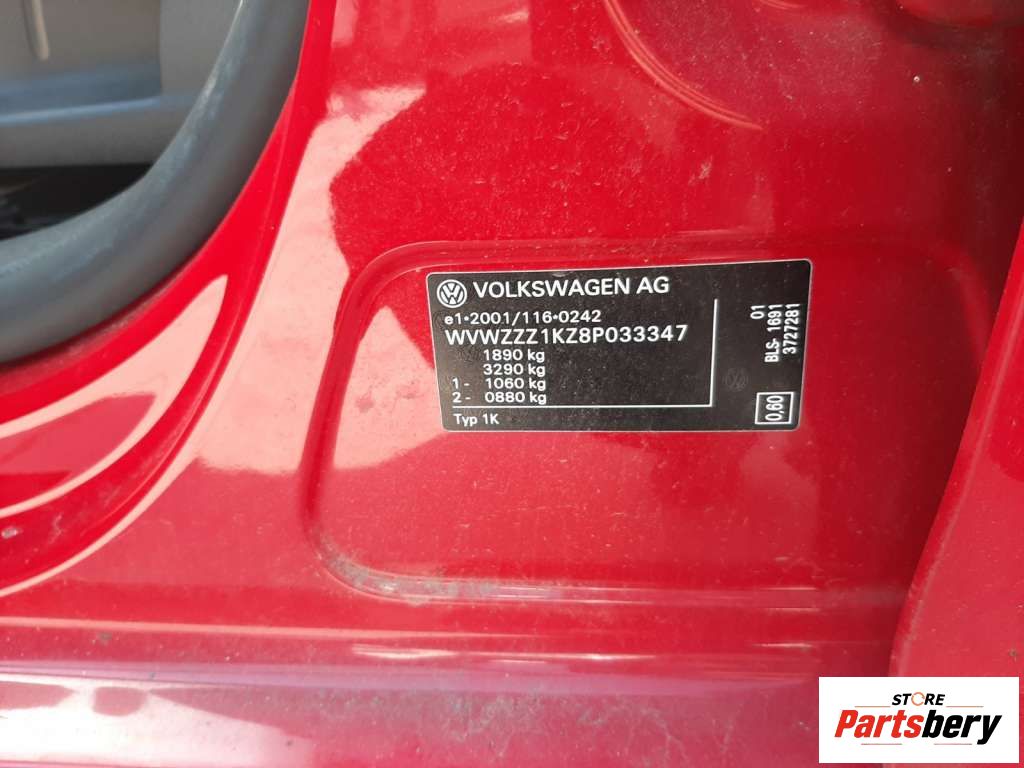 VOLKSWAGEN AG
e1*2001/116*0242
WVWZZZ1KZ8P033347
1890 kg
3290 kg
1- 1060 kg
2- 0880 kg
Typ 1K
01
BLS- 1691
3727281
0,60
STORE
Partsbery